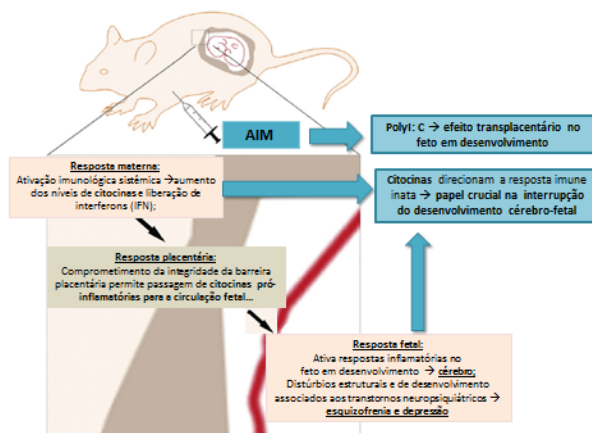 AIM
PolyI: C → efeito transplacentário no
feto em desenvolvimento
Resposta materna:
Ativação imunológica sistêmica →aumento
dos níveis de citocinas e liberação de
interferons (IFN);
Citocinas direcionam a resposta imune
inata → papel crucial na interrupção
do desenvolvimento cérebro-fetal
Resposta placentária:
Comprometimento da integridade da barreira
placentária permite passagem de citocinas pró-
inflamatórias para a circulação fetal...
Resposta fetal:
Ativa respostas inflamatórias no
feto em desenvolvimento → cérebro;
Distúrbios estruturais e de desenvolvimento
associados aos transtornos neuropsiquiátricos →
esquizofrenia e depressão